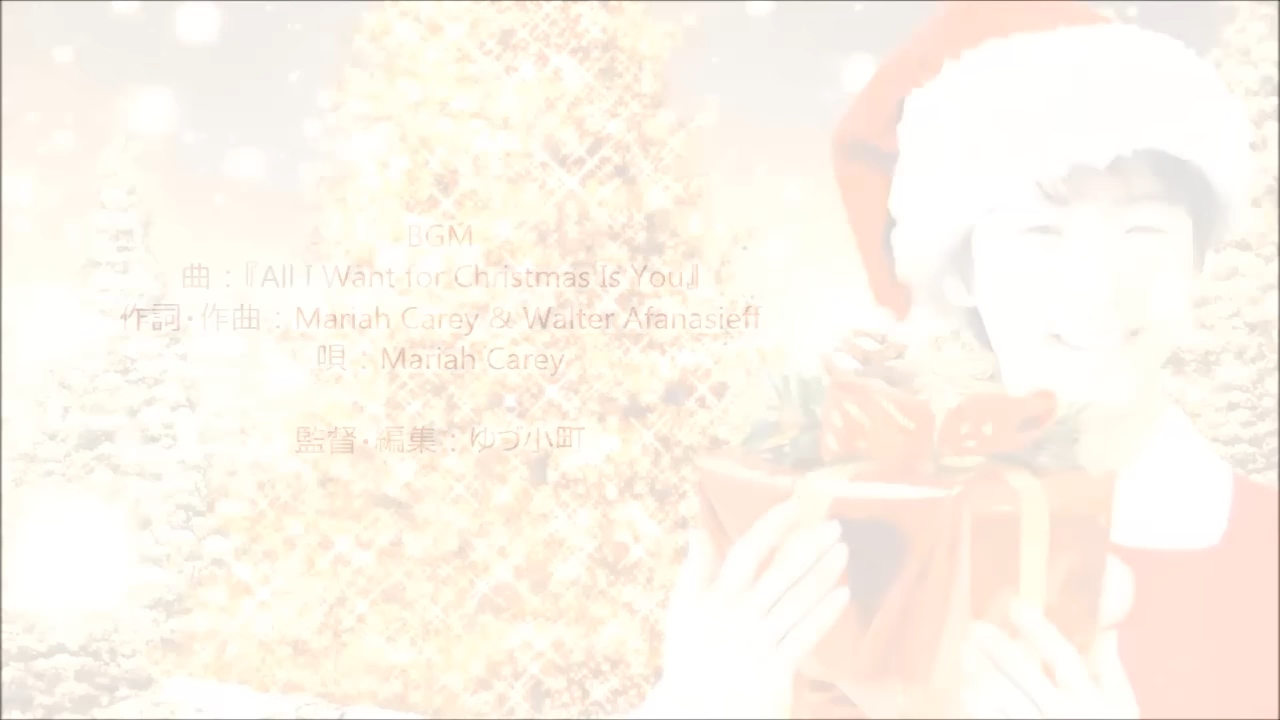 BGM
曲：『All I Want for Christmas Is You』
作詞・作曲：Mariah Carey & Walter Afanasieff
唄：Mariah Carey
監督・編集：ゆづ小町